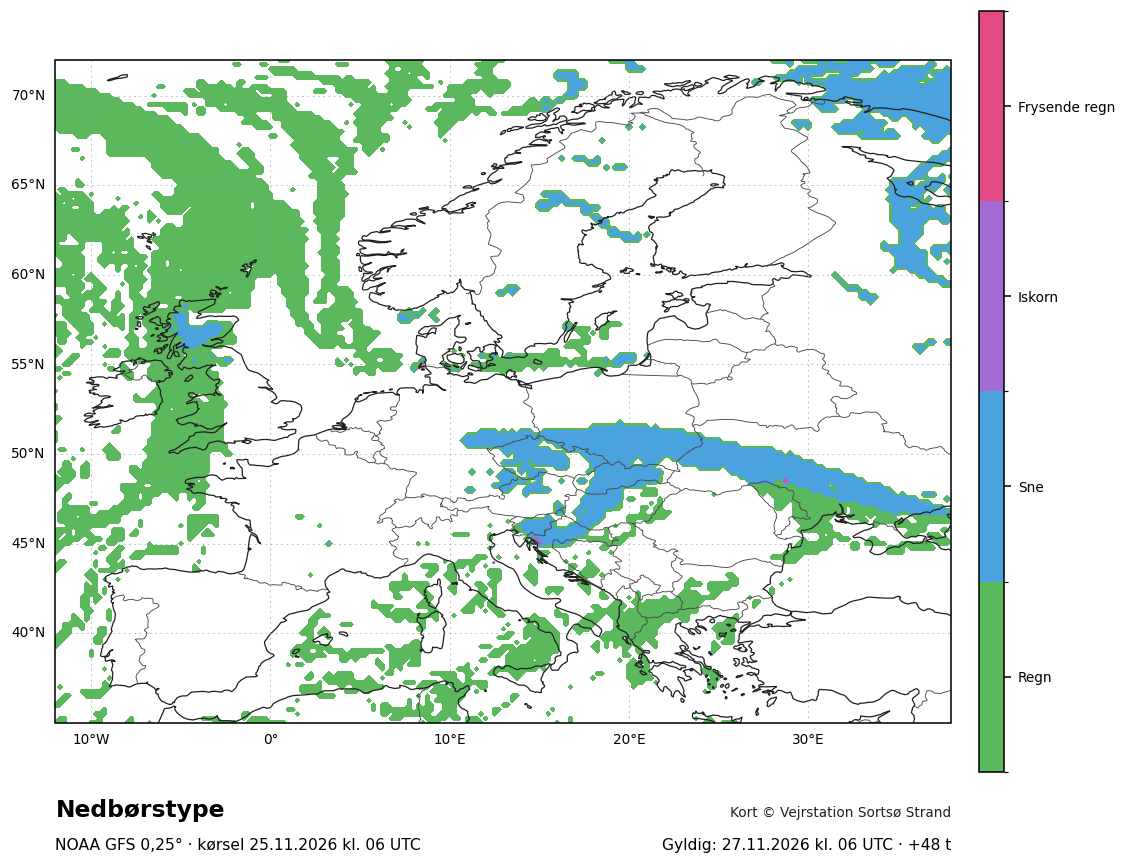 Frysende regn
Iskorn
Sne
Regn
70°N
65°N
60°N
55°N
50°N
45°N
40°N
10°W
0°
10°E
20°E
30°E
Nedbørstype
Kort © Vejrstation Sortsø Strand
NOAA GFS 0,25° · kørsel 25.11.2026 kl. 06 UTC
Gyldig: 27.11.2026 kl. 06 UTC · +48 t